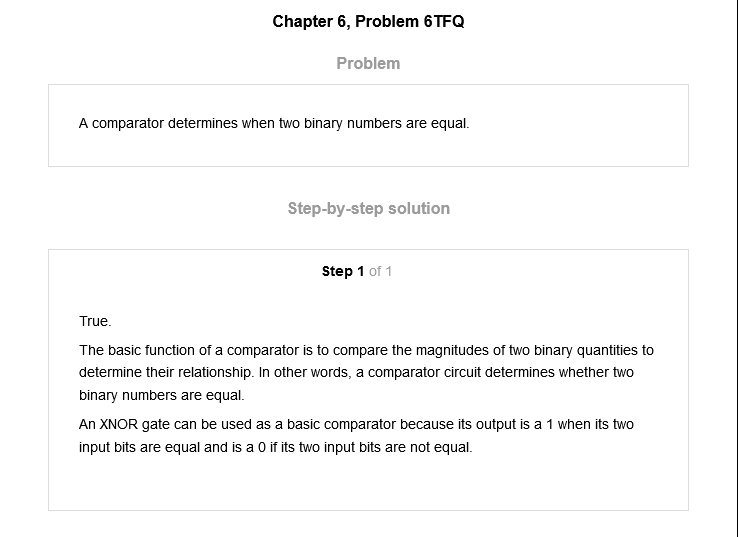 Chapter 6, Problem 6TFQ
Problem
A comparator determines when two binary numbers are equal.
Step-by-step solution
Step 1 of 1
True.
The basic function of a comparator is to compare the magnitudes of two binary quantities to
determine their relationship. In other words, a comparator circuit determines whether two
binary numbers are equal.
An XNOR gate can be used as a basic comparator because its output is a 1 when its two
input bits are equal and is a 0 if its two input bits are not equal.